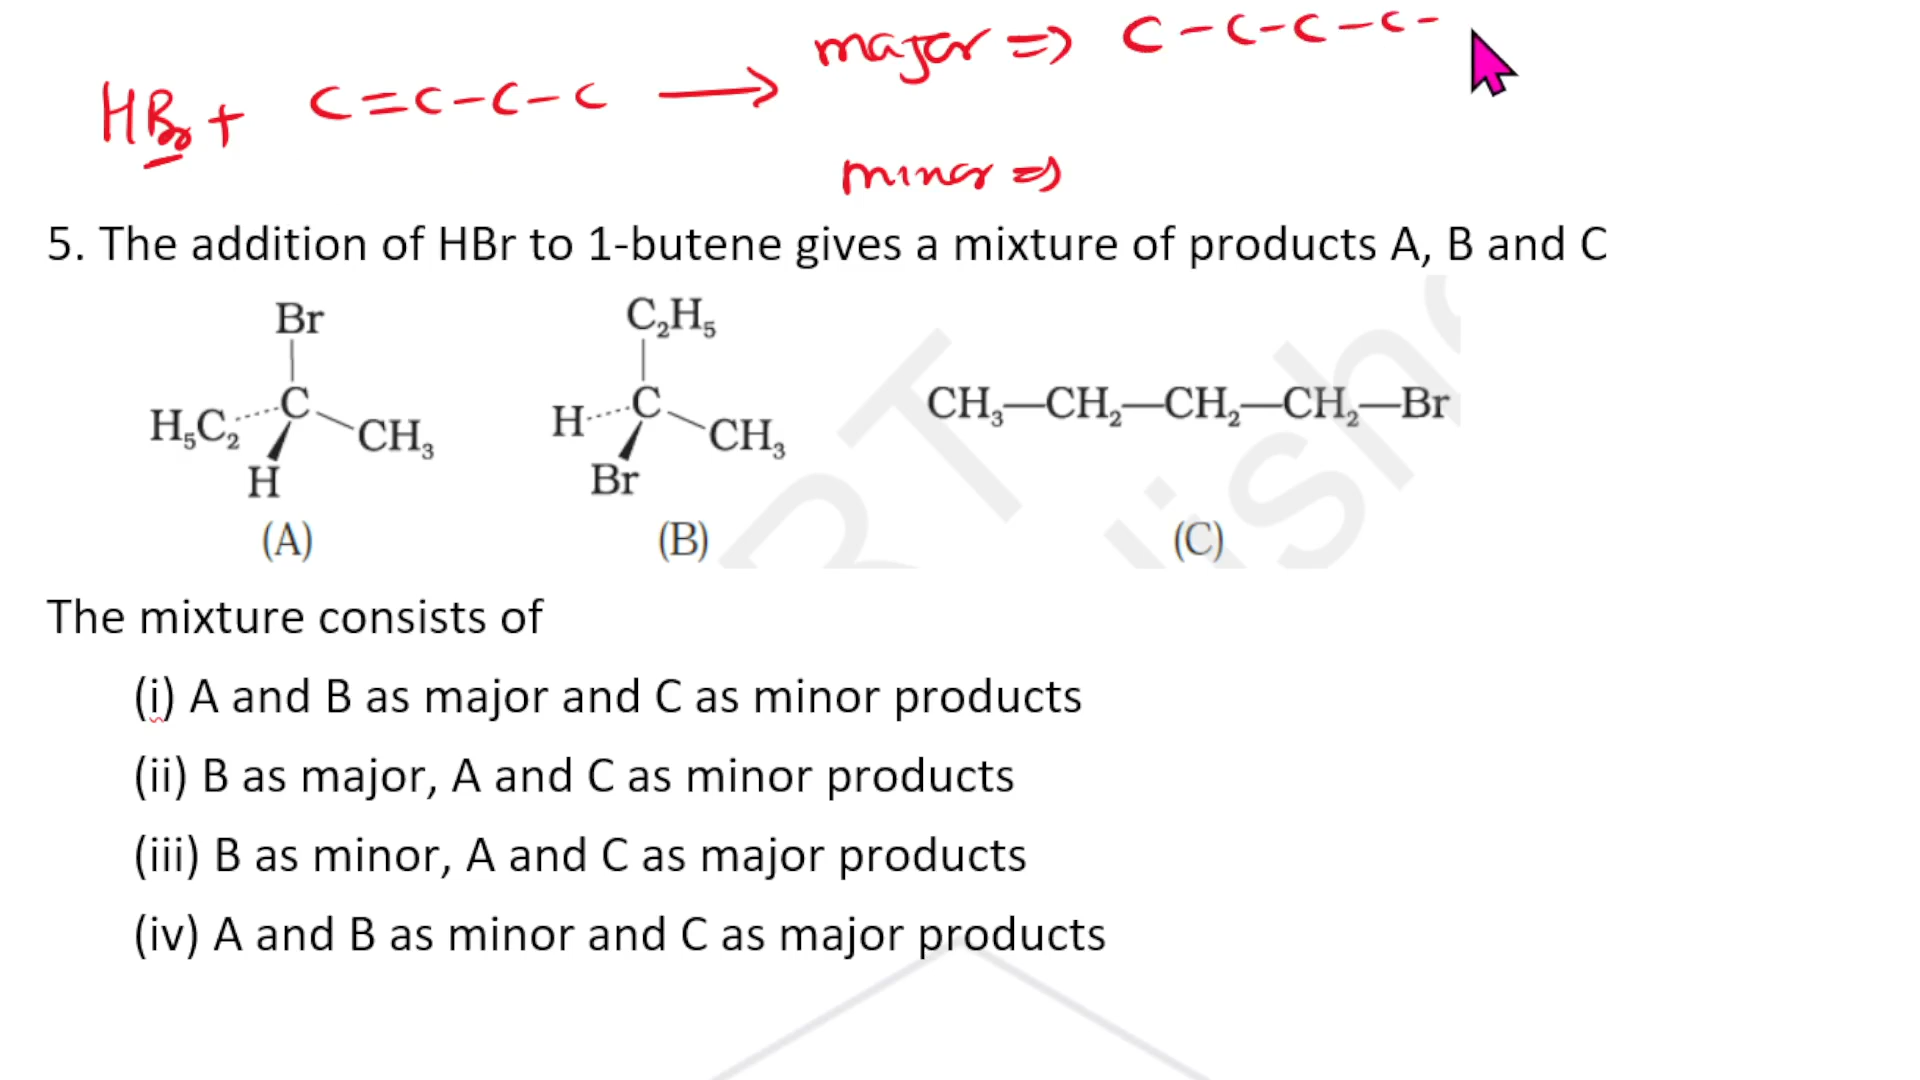 major ⇒ C-C-C-C-
HBr + C=C-C-C ⟶
minor ⇒
5. The addition of HBr to 1-butene gives a mixture of products A, B and C
Br C₂H₅
H₅C₂ C CH₃ H C CH₃ CH₃—CH₂—CH₂—CH₂—Br
H Br
(A) (B) (C)
The mixture consists of
(i) A and B as major and C as minor products
(ii) B as major, A and C as minor products
(iii) B as minor, A and C as major products
(iv) A and B as minor and C as major products